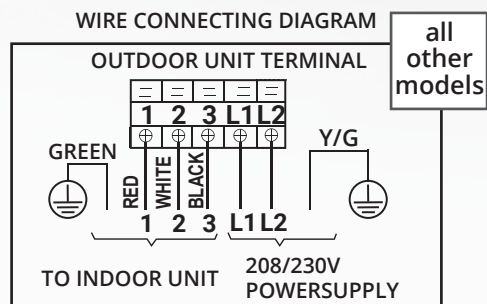 WIRE CONNECTING DIAGRAM
all
other
models
OUTDOOR UNIT TERMINAL
1 2 3 L1 L2
GREEN
Y/G
RED
WHITE
BLACK
1 2 3 L1 L2
TO INDOOR UNIT
208/230V
POWERSUPPLY